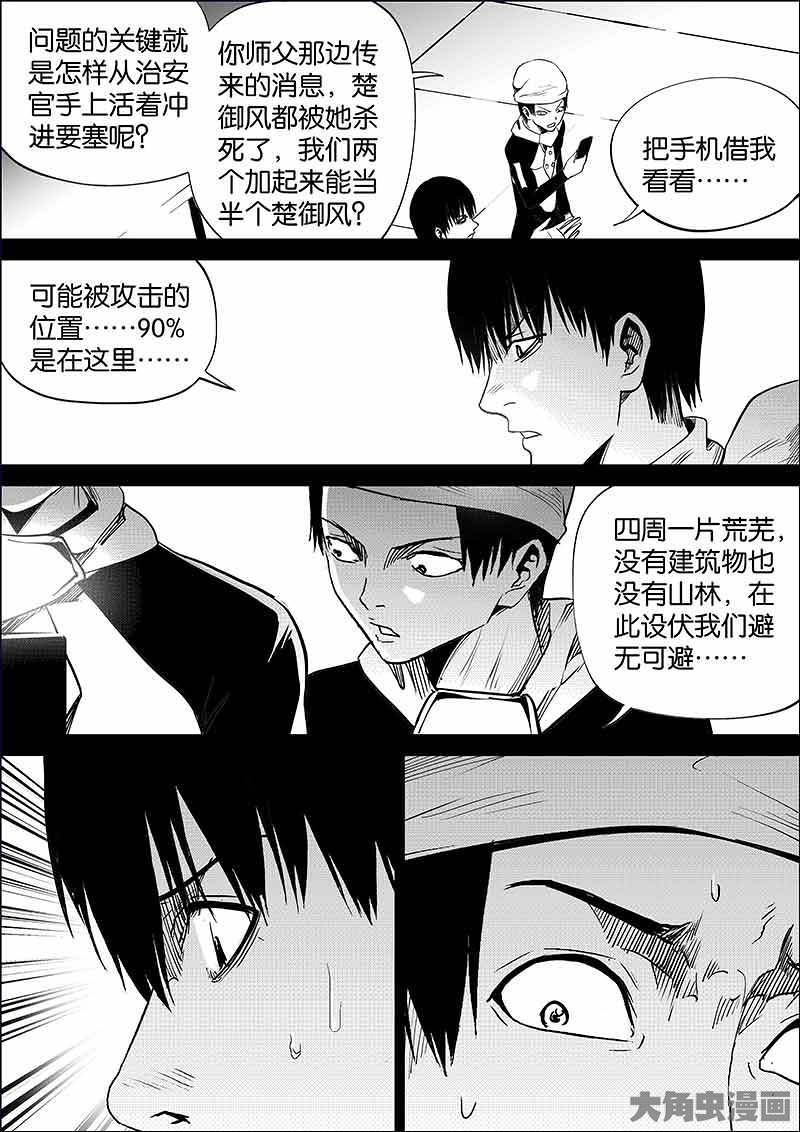 问题的关键就
是怎样从治安
官手上活着冲
进要塞呢？
你师父那边传
来的消息，楚
御风都被她杀
死了，我们两
个加起来能当
半个楚御风？
把手机借我
看看……
可能被攻击的
位置……90%
是在这里……
四周一片荒芜，
没有建筑物也
没有山林，在
此设伏我们避
无可避……
大角虫漫画